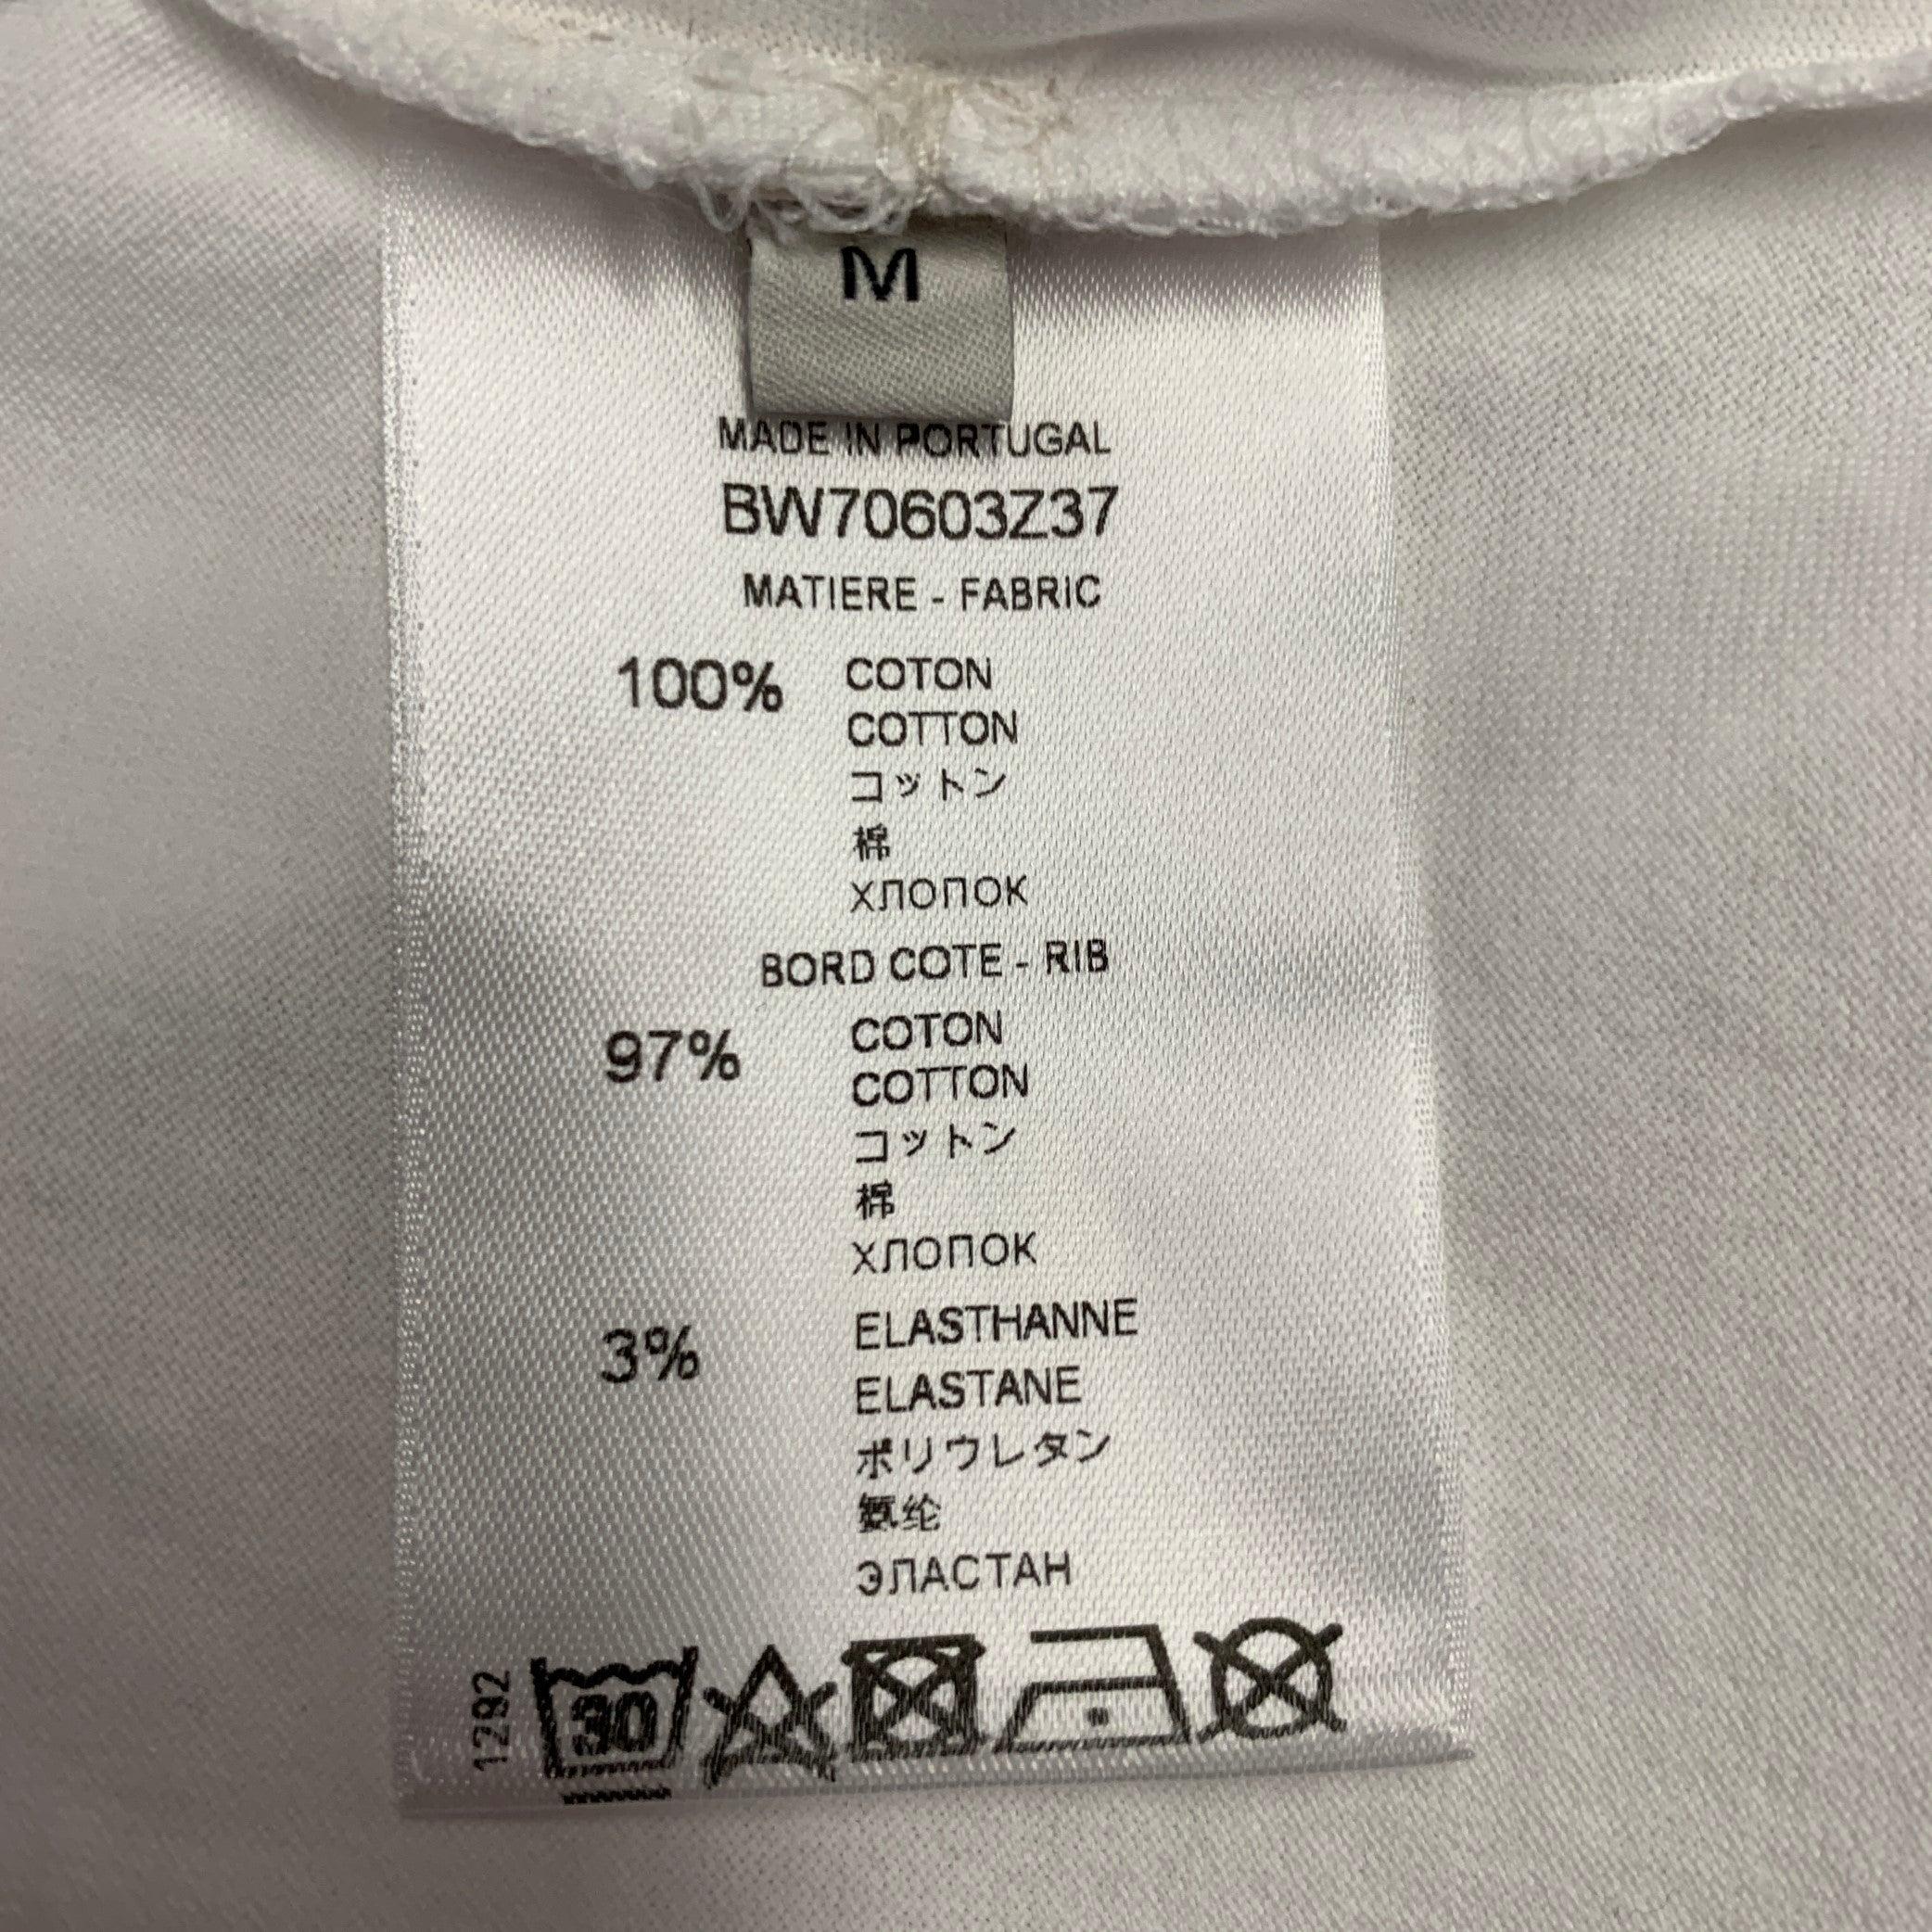 M
MADE IN PORTUGAL
BW70603Z37
MATIERE - FABRIC
100% COTON
COTTON
コットン
棉
ХЛОПОК
BORD COTE - RIB
97% COTON
COTTON
コットン
棉
ХЛОПОК
3% ELASTHANNE
ELASTANE
ポリウレタン
氨纶
ЭЛАСТАН
1292
30